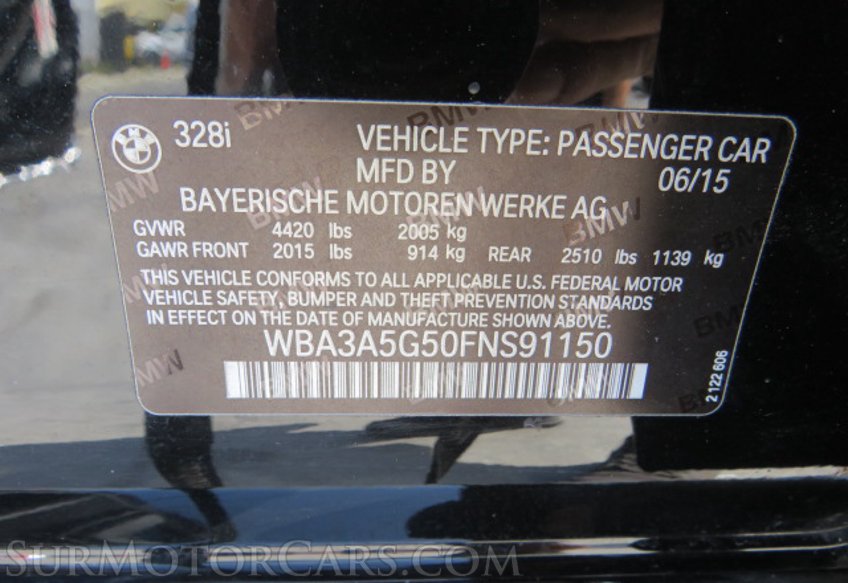 BMW 328i VEHICLE TYPE: PASSENGER CAR
MFD BY 06/15
BAYERISCHE MOTOREN WERKE AG
GVWR 4420 lbs 2005 kg
GAWR FRONT 2015 lbs 914 kg REAR 2510 lbs 1139 kg
THIS VEHICLE CONFORMS TO ALL APPLICABLE U.S. FEDERAL MOTOR
VEHICLE SAFETY, BUMPER AND THEFT PREVENTION STANDARDS
IN EFFECT ON THE DATE OF MANUFACTURE SHOWN ABOVE.
WBA3A5G50FNS91150
2 122 606
SURMOTORCARS.COM